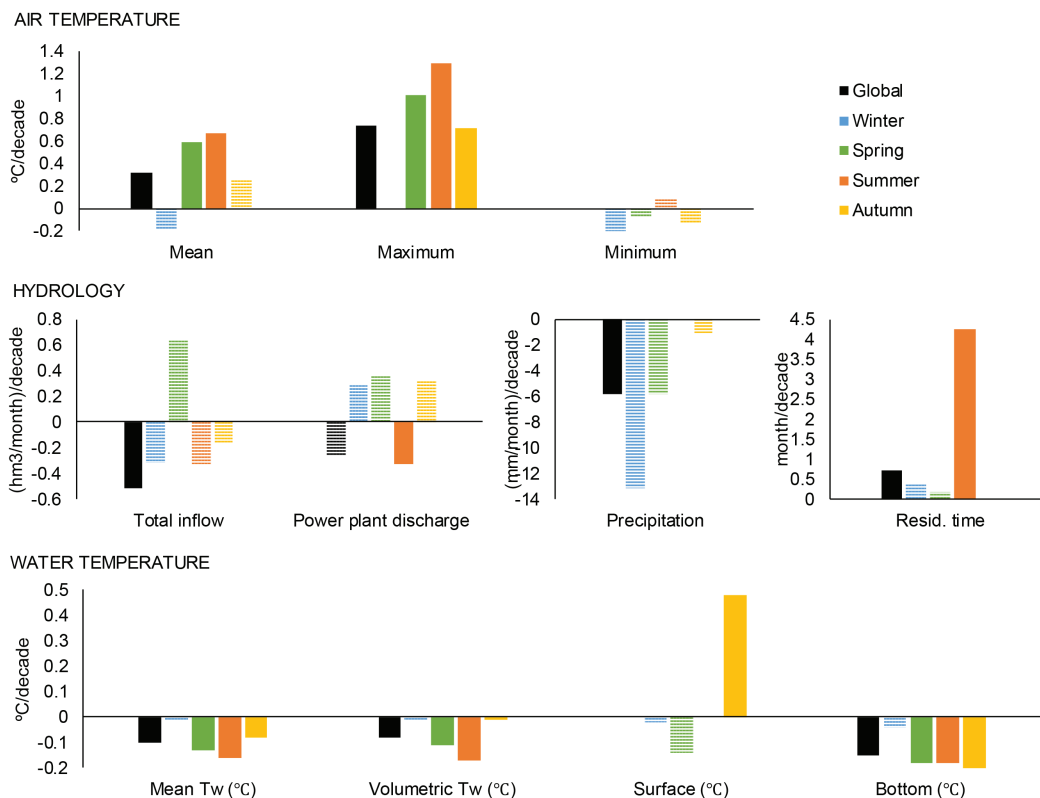 AIR TEMPERATURE
ºC/decade
1.4
1.2
1
0.8
0.6
0.4
0.2
0
-0.2
Mean
Maximum
Minimum
Global
Winter
Spring
Summer
Autumn
HYDROLOGY
(hm3/month)/decade
0.8
0.6
0.4
0.2
0
-0.2
-0.4
-0.6
Total inflow
Power plant discharge
(mm/month)/decade
0
-2
-4
-6
-8
-10
-12
-14
Precipitation
month/decade
4.5
4
3.5
3
2.5
2
1.5
1
0.5
0
Resid. time
WATER TEMPERATURE
ºC/decade
0.5
0.4
0.3
0.2
0.1
0
-0.1
-0.2
Mean Tw (℃)
Volumetric Tw (℃)
Surface (℃)
Bottom (℃)